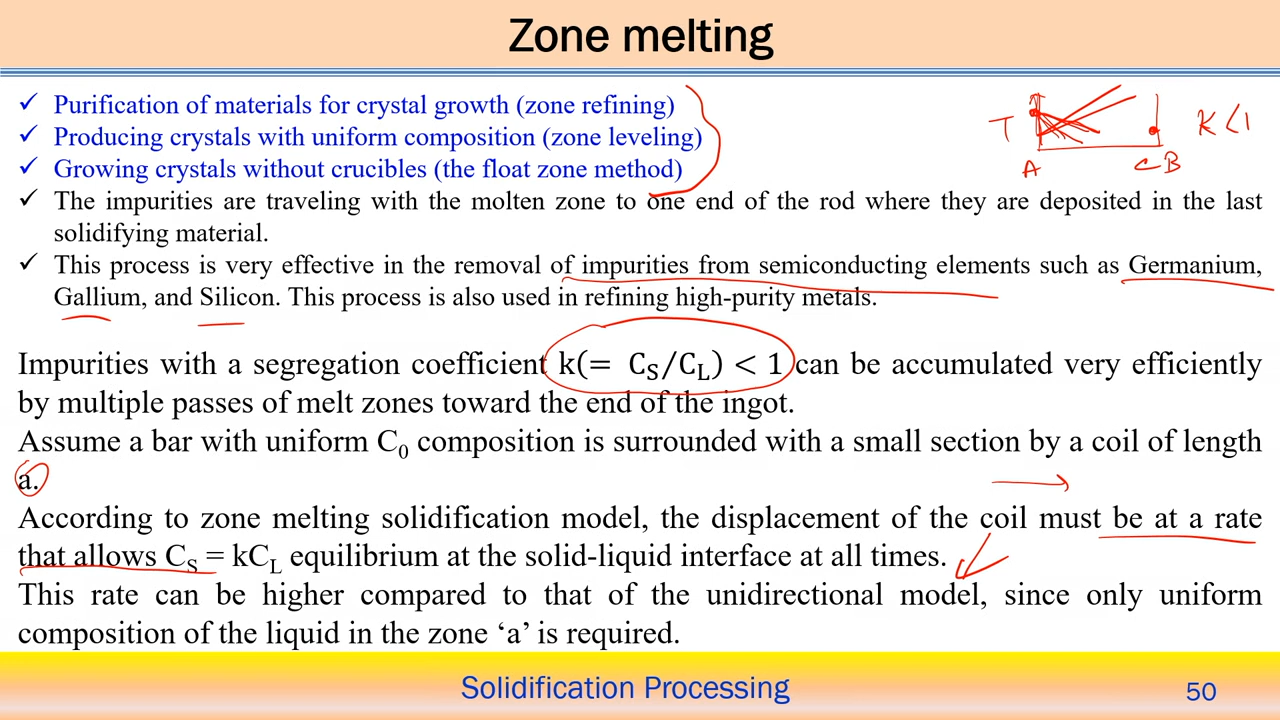 Zone melting
✓ Purification of materials for crystal growth (zone refining)
✓ Producing crystals with uniform composition (zone leveling)
✓ Growing crystals without crucibles (the float zone method)
T
K<1
A
C B
✓ The impurities are traveling with the molten zone to one end of the rod where they are deposited in the last
solidifying material.
✓ This process is very effective in the removal of impurities from semiconducting elements such as Germanium,
Gallium, and Silicon. This process is also used in refining high-purity metals.
Impurities with a segregation coefficient k(= C_S/C_L) < 1 can be accumulated very efficiently
by multiple passes of melt zones toward the end of the ingot.
Assume a bar with uniform C₀ composition is surrounded with a small section by a coil of length
a.
According to zone melting solidification model, the displacement of the coil must be at a rate
that allows C_S = kC_L equilibrium at the solid-liquid interface at all times.
This rate can be higher compared to that of the unidirectional model, since only uniform
composition of the liquid in the zone ‘a’ is required.
Solidification Processing
50